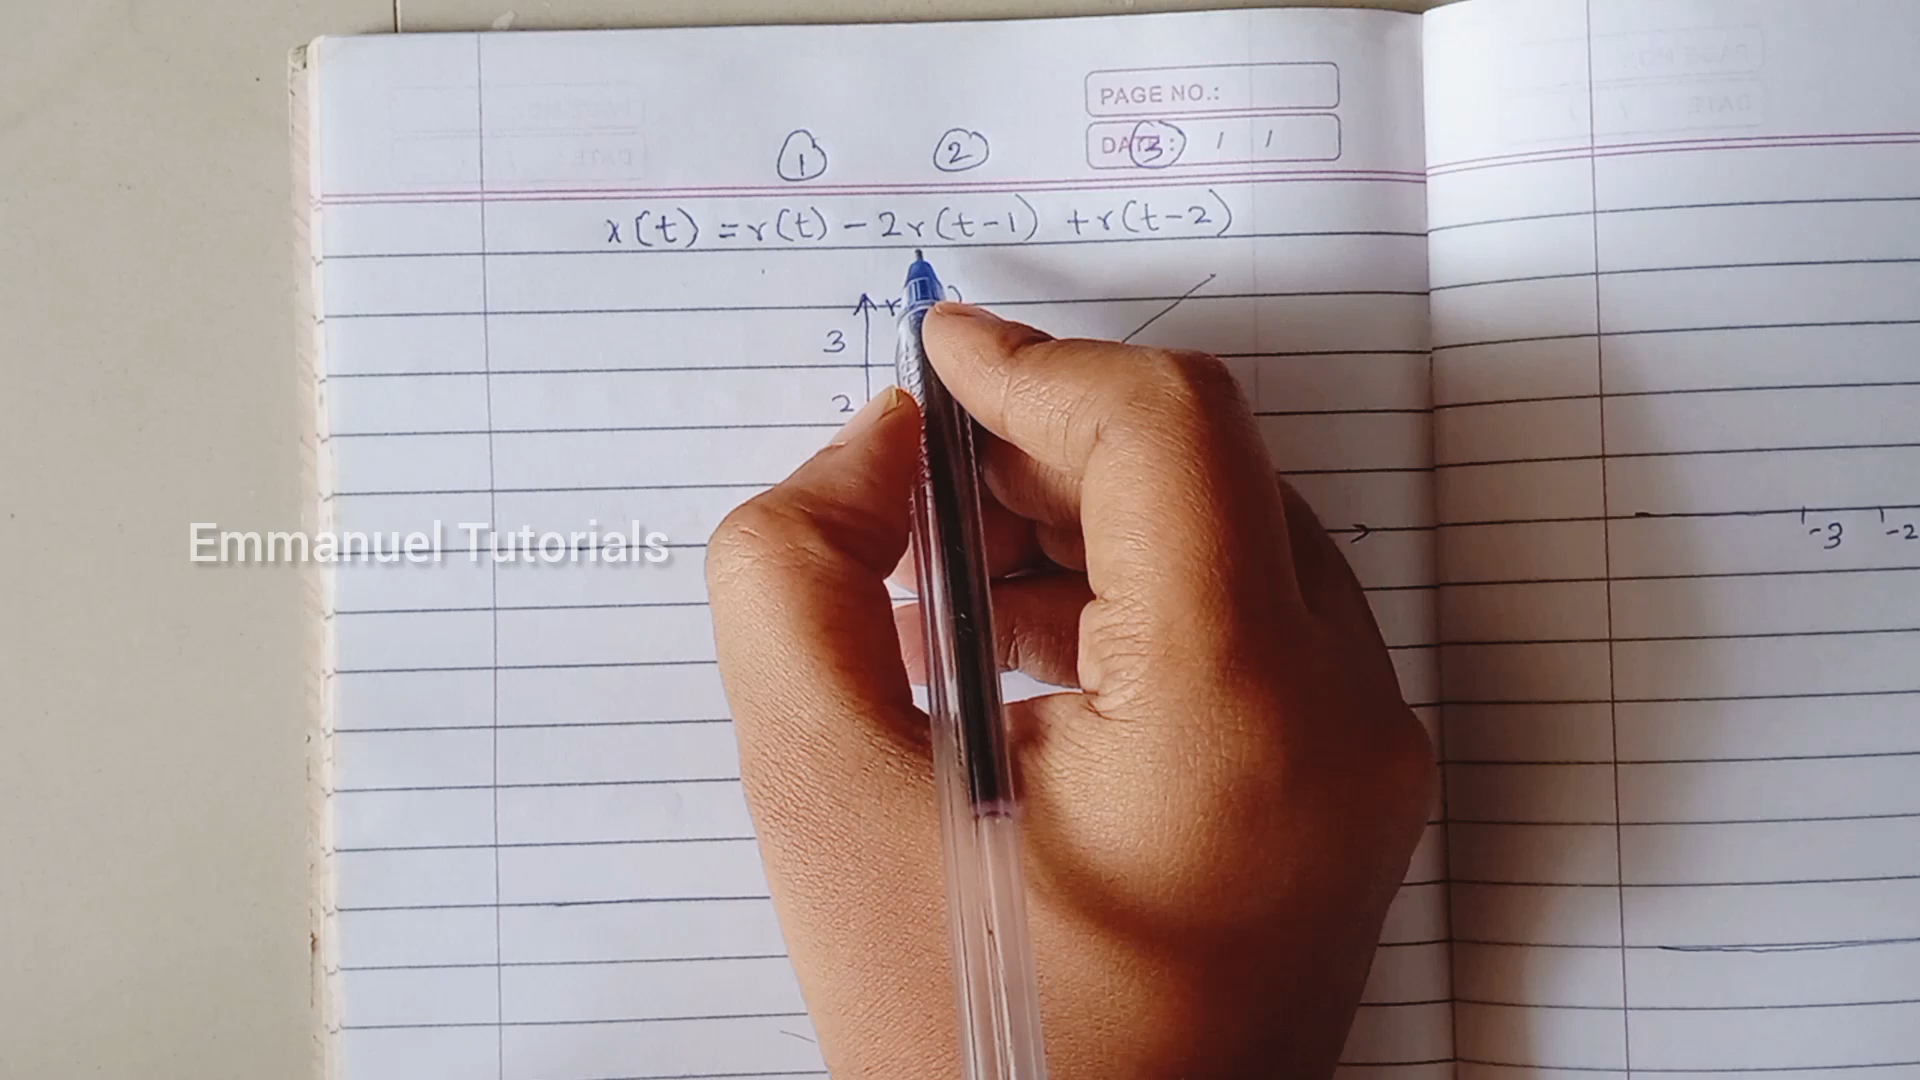 PAGE NO.:
DATE: / /
1 2 3
x(t) = r(t) - 2r(t-1) + r(t-2)
3
2
-3 -2
Emmanuel Tutorials